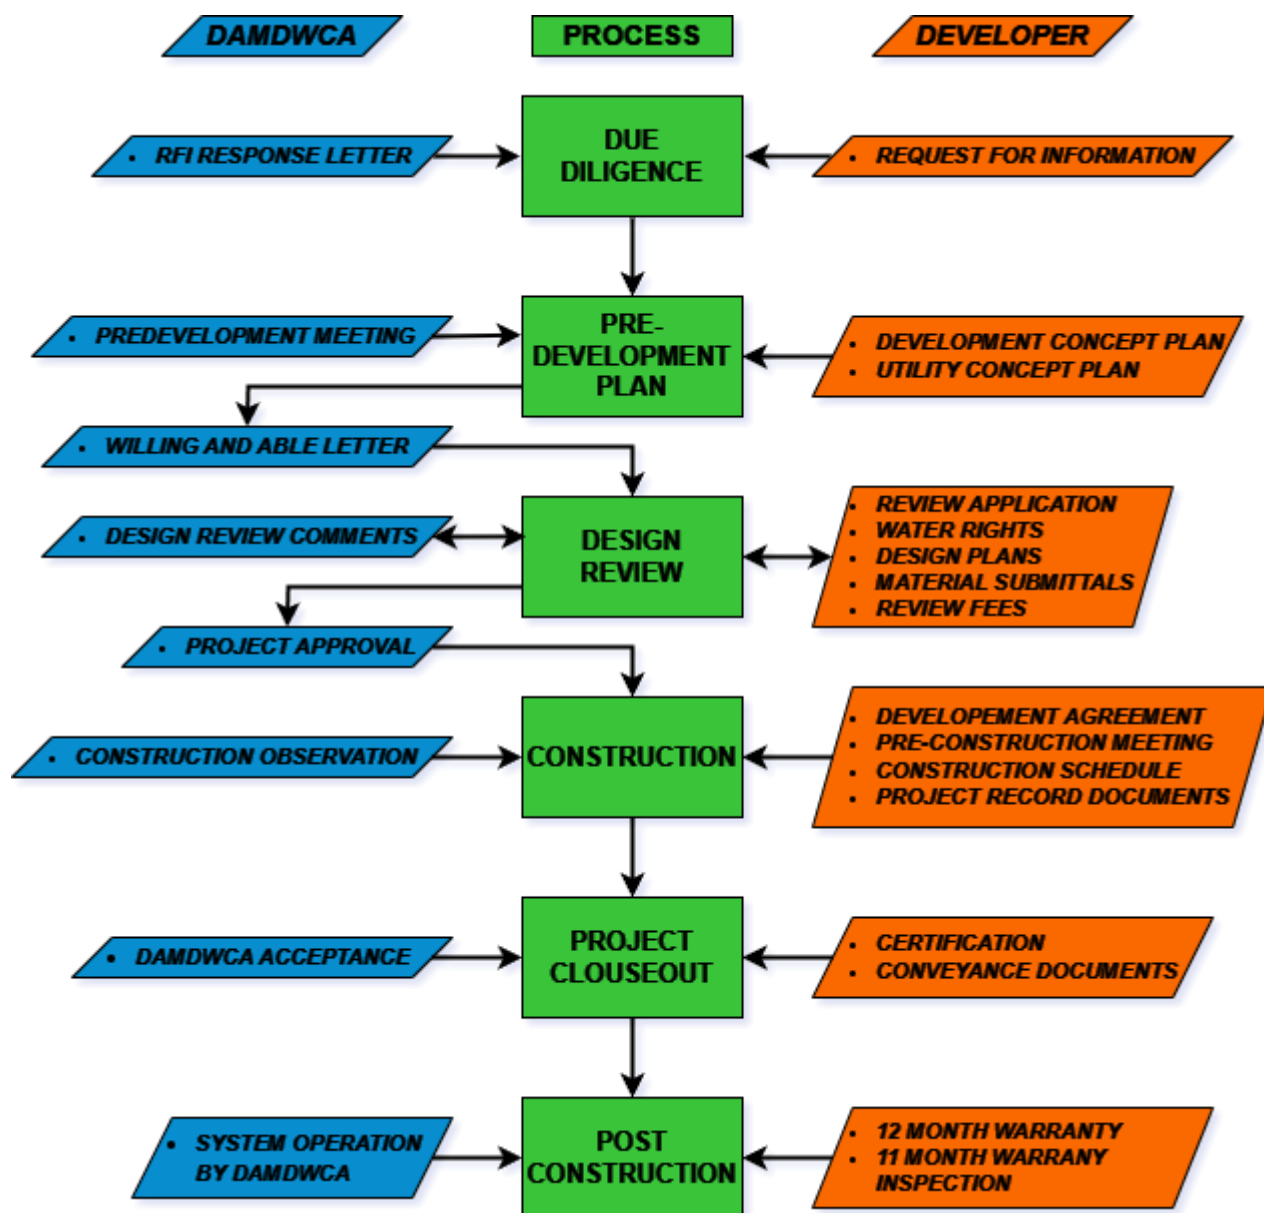 DAMDWCA
PROCESS
DEVELOPER
• RFI RESPONSE LETTER
DUE
DILIGENCE
• REQUEST FOR INFORMATION
• PREDEVELOPMENT MEETING
PRE-
DEVELOPMENT
PLAN
• DEVELOPMENT CONCEPT PLAN
• UTILITY CONCEPT PLAN
• WILLING AND ABLE LETTER
• DESIGN REVIEW COMMENTS
DESIGN
REVIEW
• REVIEW APPLICATION
• WATER RIGHTS
• DESIGN PLANS
• MATERIAL SUBMITTALS
• REVIEW FEES
• PROJECT APPROVAL
• CONSTRUCTION OBSERVATION
CONSTRUCTION
• DEVELOPEMENT AGREEMENT
• PRE-CONSTRUCTION MEETING
• CONSTRUCTION SCHEDULE
• PROJECT RECORD DOCUMENTS
• DAMDWCA ACCEPTANCE
PROJECT
CLOUSEOUT
• CERTIFICATION
• CONVEYANCE DOCUMENTS
• SYSTEM OPERATION
BY DAMDWCA
POST
CONSTRUCTION
• 12 MONTH WARRANTY
• 11 MONTH WARRANY
INSPECTION